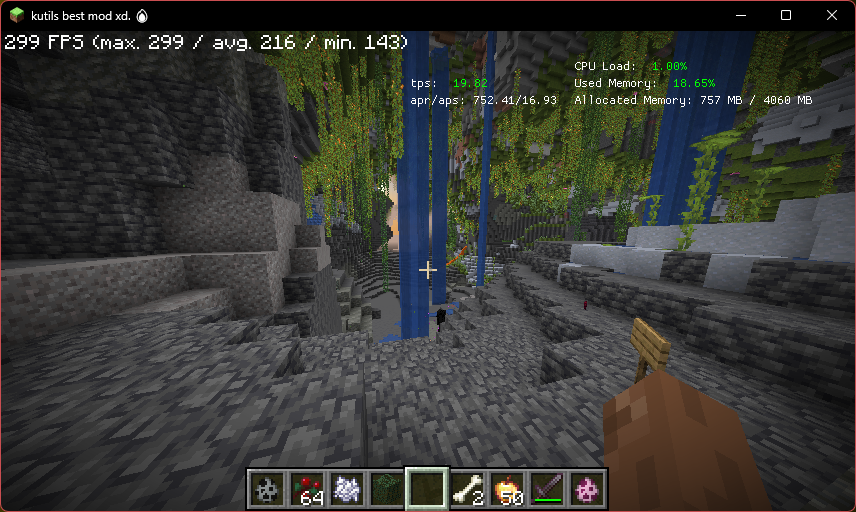 kutils best mod xd.
299 FPS (max. 299 / avg. 216 / min. 143)
CPU Load: 1.00%
tps: 19.82
Used Memory: 18.65%
apr/aps: 752.41/16.93
Allocated Memory: 757 MB / 4060 MB
64
2
50